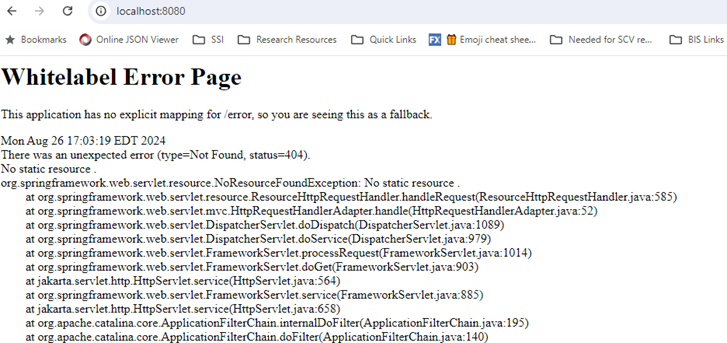 localhost:8080
Bookmarks Online JSON Viewer SSI Research Resources Quick Links FX Emoji cheat shee... Needed for SCV re... BIS Links
Whitelabel Error Page
This application has no explicit mapping for /error, so you are seeing this as a fallback.
Mon Aug 26 17:03:19 EDT 2024
There was an unexpected error (type=Not Found, status=404).
No static resource .
org.springframework.web.servlet.resource.NoResourceFoundException: No static resource .
at org.springframework.web.servlet.resource.ResourceHttpRequestHandler.handleRequest(ResourceHttpRequestHandler.java:585)
at org.springframework.web.servlet.mvc.HttpRequestHandlerAdapter.handle(HttpRequestHandlerAdapter.java:52)
at org.springframework.web.servlet.DispatcherServlet.doDispatch(DispatcherServlet.java:1089)
at org.springframework.web.servlet.DispatcherServlet.doService(DispatcherServlet.java:979)
at org.springframework.web.servlet.FrameworkServlet.processRequest(FrameworkServlet.java:1014)
at org.springframework.web.servlet.FrameworkServlet.doGet(FrameworkServlet.java:903)
at jakarta.servlet.http.HttpServlet.service(HttpServlet.java:564)
at org.springframework.web.servlet.FrameworkServlet.service(FrameworkServlet.java:885)
at jakarta.servlet.http.HttpServlet.service(HttpServlet.java:658)
at org.apache.catalina.core.ApplicationFilterChain.internalDoFilter(ApplicationFilterChain.java:195)
at org.apache.catalina.core.ApplicationFilterChain.doFilter(ApplicationFilterChain.java:140)